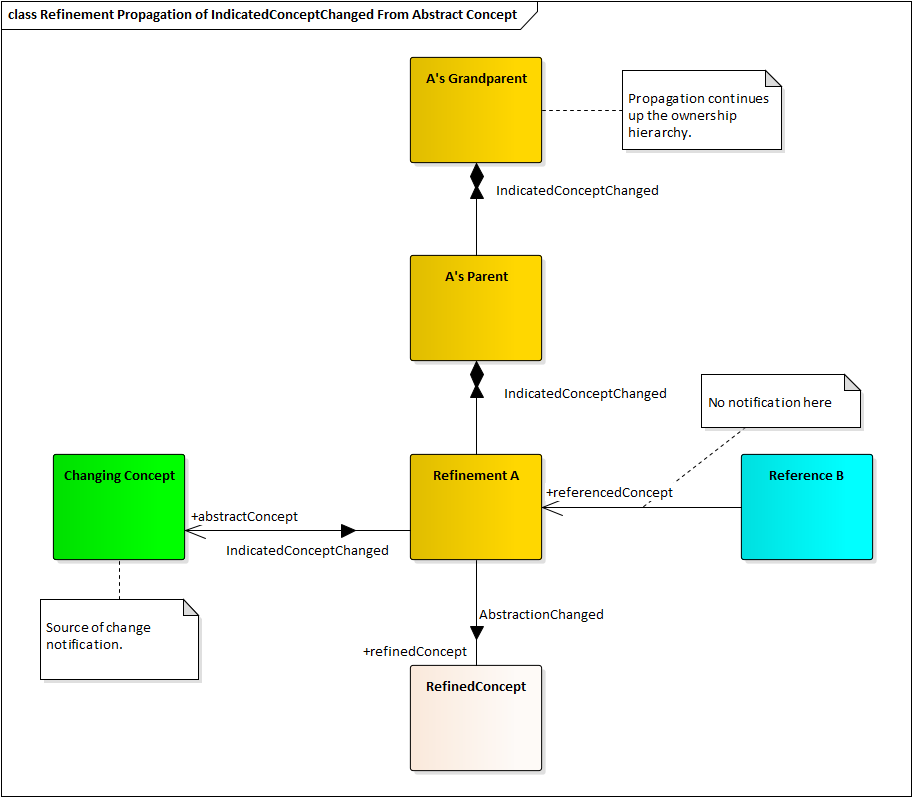 class Refinement Propagation of IndicatedConceptChanged From Abstract Concept
A's Grandparent
Propagation continues
up the ownership
hierarchy.
IndicatedConceptChanged
A's Parent
IndicatedConceptChanged
No notification here
Changing Concept
Refinement A
Reference B
+referencedConcept
+abstractConcept
IndicatedConceptChanged
Source of change
notification.
AbstractionChanged
+refinedConcept
RefinedConcept